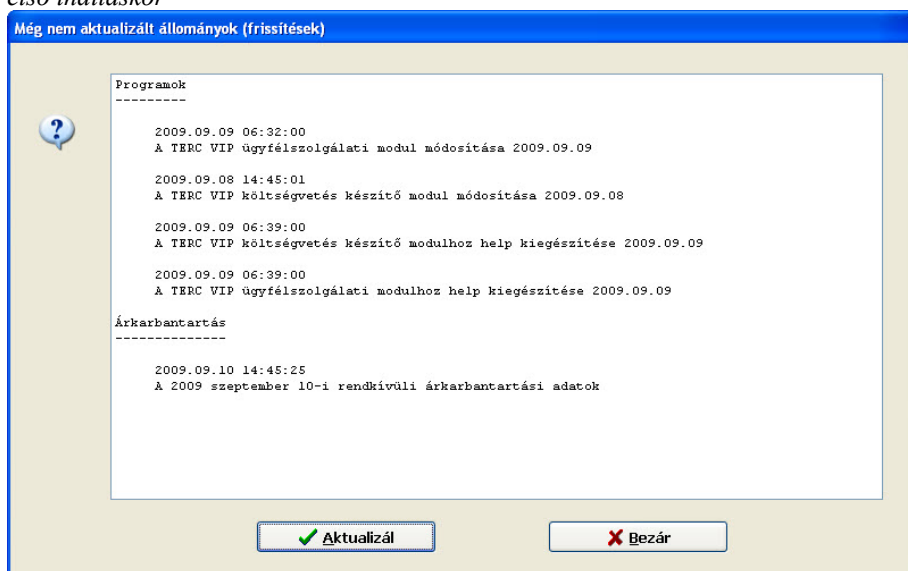 első indításkor
Még nem aktualizált állományok (frissítések)
Programok
---------
2009.09.09 06:32:00
A TERC VIP ügyfélszolgálati modul módosítása 2009.09.09
2009.09.08 14:45:01
A TERC VIP költségvetés készítő modul módosítása 2009.09.08
2009.09.09 06:39:00
A TERC VIP költségvetés készítő modulhoz help kiegészítése 2009.09.09
2009.09.09 06:39:00
A TERC VIP ügyfélszolgálati modulhoz help kiegészítése 2009.09.09
Árkarbantartás
--------------
2009.09.10 14:45:25
A 2009 szeptember 10-i rendkívüli árkarbantartási adatok
Aktualizál
Bezár